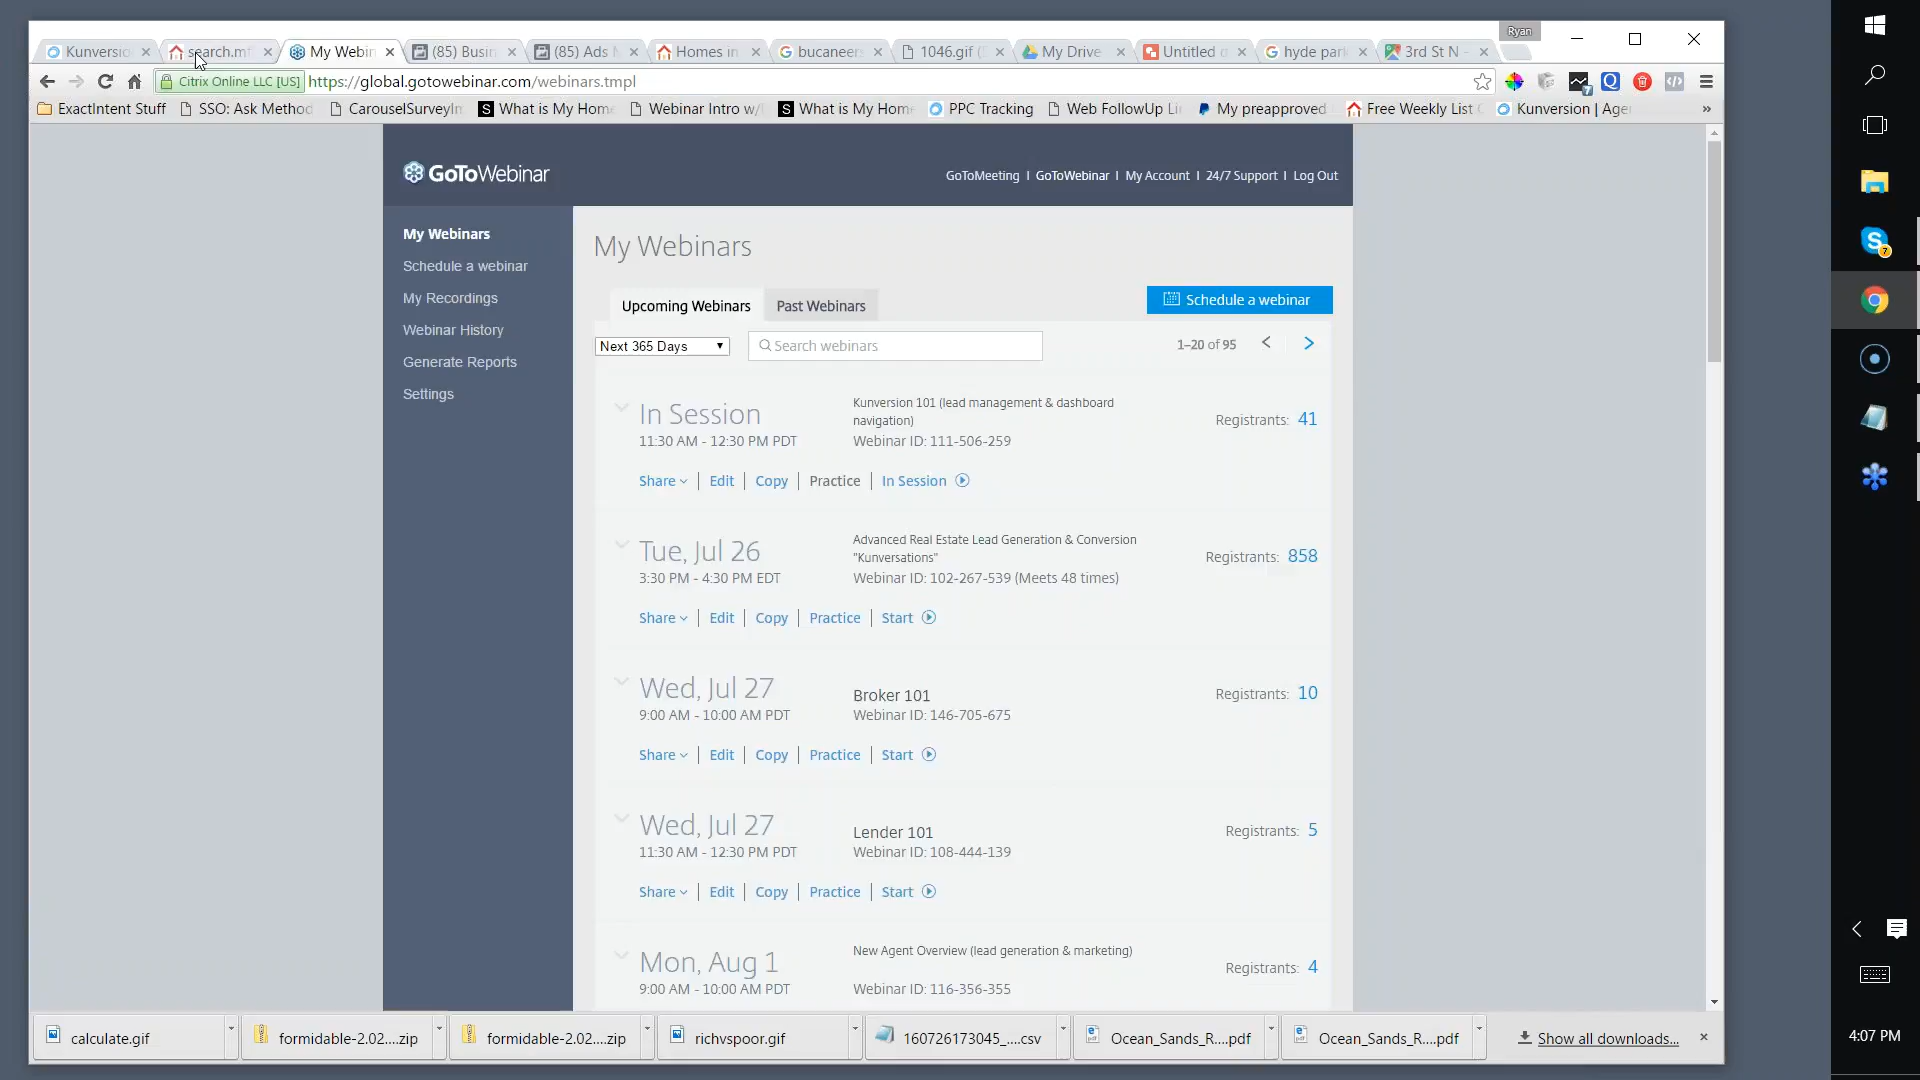 Ryan
Kunversio
search.mf
My Webin
(85) Busin
(85) Ads M
Homes in
bucaneer
1046.gif (
My Drive
Untitled d
hyde park
3rd St N -
Citrix Online LLC [US] https://global.gotowebinar.com/webinars.tmpl
ExactIntent Stuff
SSO: Ask Method
CarouselSurveyIn
What is My Home
Webinar Intro w/
What is My Home
PPC Tracking
Web FollowUp Li
My preapproved
Free Weekly List
Kunversion | Age
»
GoToWebinar
GoToMeeting | GoToWebinar | My Account | 24/7 Support | Log Out
My Webinars
Schedule a webinar
My Recordings
Webinar History
Generate Reports
Settings
My Webinars
Upcoming Webinars
Past Webinars
Schedule a webinar
Next 365 Days
Search webinars
1–20 of 95
In Session
11:30 AM - 12:30 PM PDT
Kunversion 101 (lead management & dashboard
navigation)
Webinar ID: 111-506-259
Registrants: 41
Share | Edit | Copy | Practice | In Session
Tue, Jul 26
3:30 PM - 4:30 PM EDT
Advanced Real Estate Lead Generation & Conversion
"Kunversations"
Webinar ID: 102-267-539 (Meets 48 times)
Registrants: 858
Share | Edit | Copy | Practice | Start
Wed, Jul 27
9:00 AM - 10:00 AM PDT
Broker 101
Webinar ID: 146-705-675
Registrants: 10
Share | Edit | Copy | Practice | Start
Wed, Jul 27
11:30 AM - 12:30 PM PDT
Lender 101
Webinar ID: 108-444-139
Registrants: 5
Share | Edit | Copy | Practice | Start
Mon, Aug 1
9:00 AM - 10:00 AM PDT
New Agent Overview (lead generation & marketing)
Webinar ID: 116-356-355
Registrants: 4
calculate.gif
formidable-2.02....zip
formidable-2.02....zip
richvspoor.gif
160726173045_....csv
Ocean_Sands_R....pdf
Ocean_Sands_R....pdf
Show all downloads...
4:07 PM